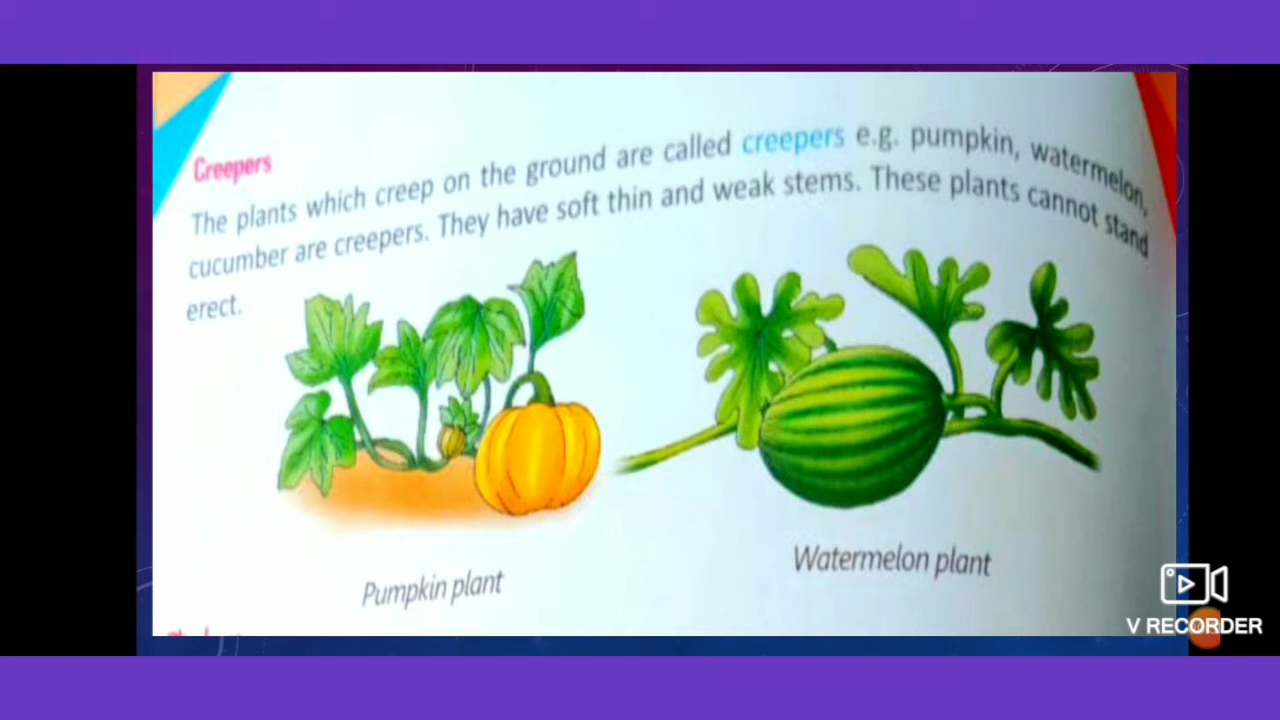 Creepers
The plants which creep on the ground are called creepers e.g. pumpkin, watermelon,
cucumber are creepers. They have soft thin and weak stems. These plants cannot stand
erect.
Pumpkin plant
Watermelon plant
V RECORDER